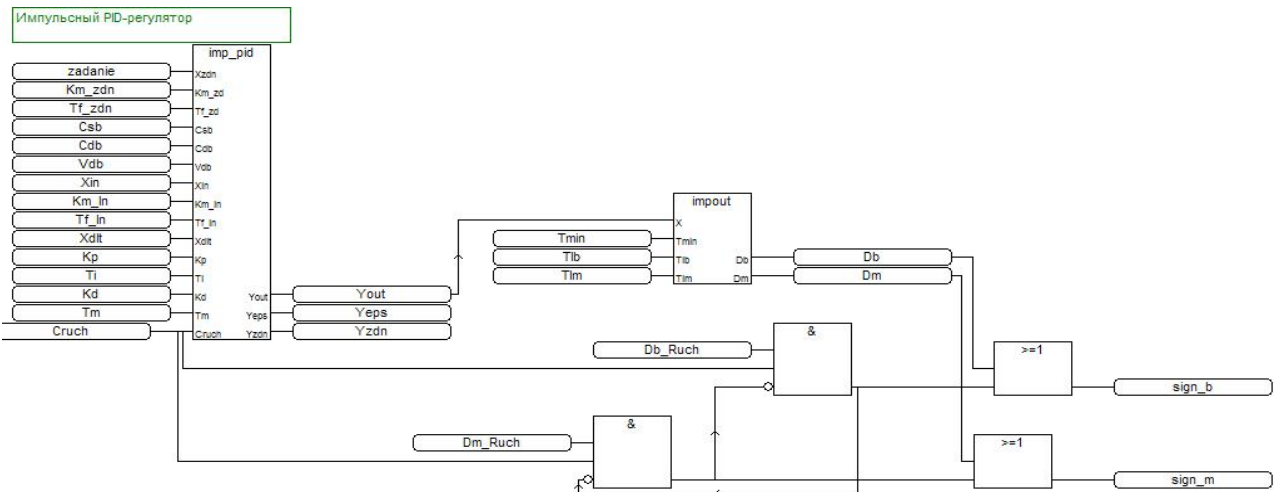 Импульсный PID-регулятор
imp_pid
zadanie
Xzdn
Km_zdn
Km_zd
Tf_zdn
Tf_zd
Csb
Csb
Cdb
Cdb
Vdb
Vdb
Xin
Xin
Km_In
Km_in
Tf_In
Tf_in
Xdlt
Xdlt
Kp
Kp
Ti
Ti
Kd
Kd
Yout
Yout
Tm
Tm
Yeps
Yeps
Cruch
Cruch
Yzdn
Yzdn
impout
X
Tmin
Tmin
Tlb
Tlb
Db
Db
Tlm
Tlm
Dm
Dm
&
Db_Ruch
>=1
sign_b
&
Dm_Ruch
>=1
sign_m